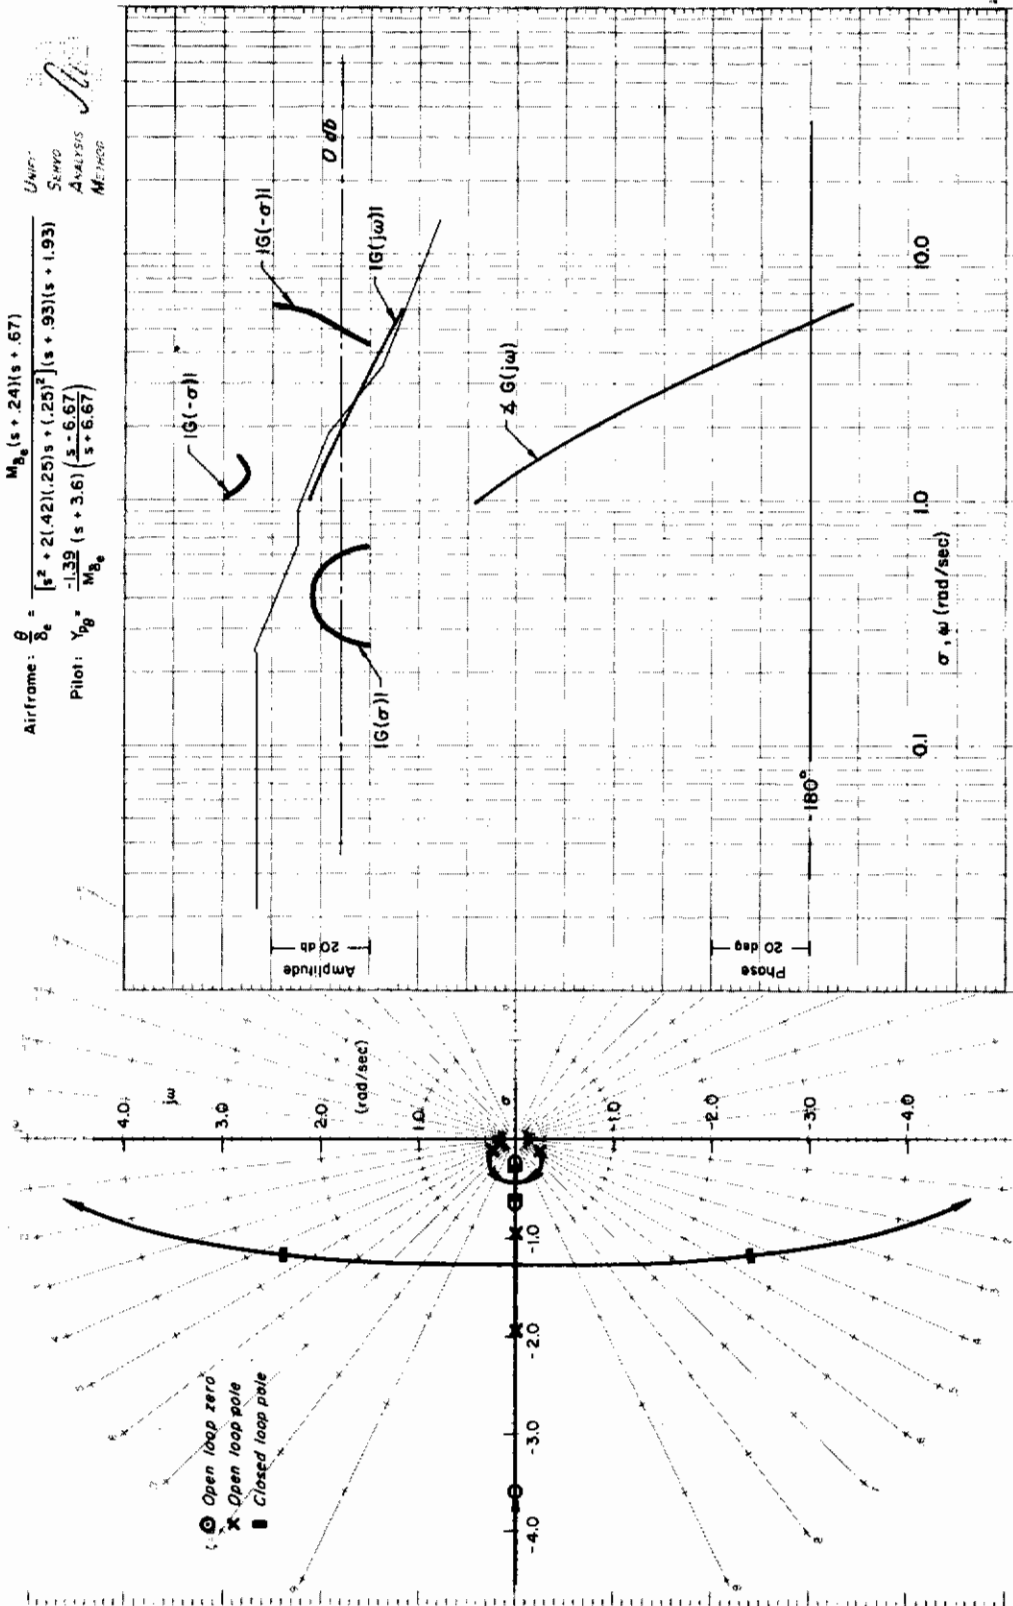 Airframe: θ/δe = Mδe(s + .24)(s + .67) / [s² + 2(.42)(.25)s + (.25)²](s + .93)(s + 1.93)
Pilot: Ypθ = -1.39/Mδe (s + 3.6)(s - 6.67/s + 6.67)
SERVO
ANALYSIS
METHOD
|G(-σ)|
|G(-σ)|
0 db
|G(jω)|
|G(σ)|
Amplitude
20 db
∡ G(jω)
Phase
20 deg
-180°
0.1
1.0
10.0
σ, ω (rad/sec)
4.0
jω
3.0
2.0
(rad/sec)
1.0
σ
-1.0
-2.0
-3.0
-4.0
-1.0
-2.0
-3.0
-4.0
Open loop zero
Open loop pole
Closed loop pole